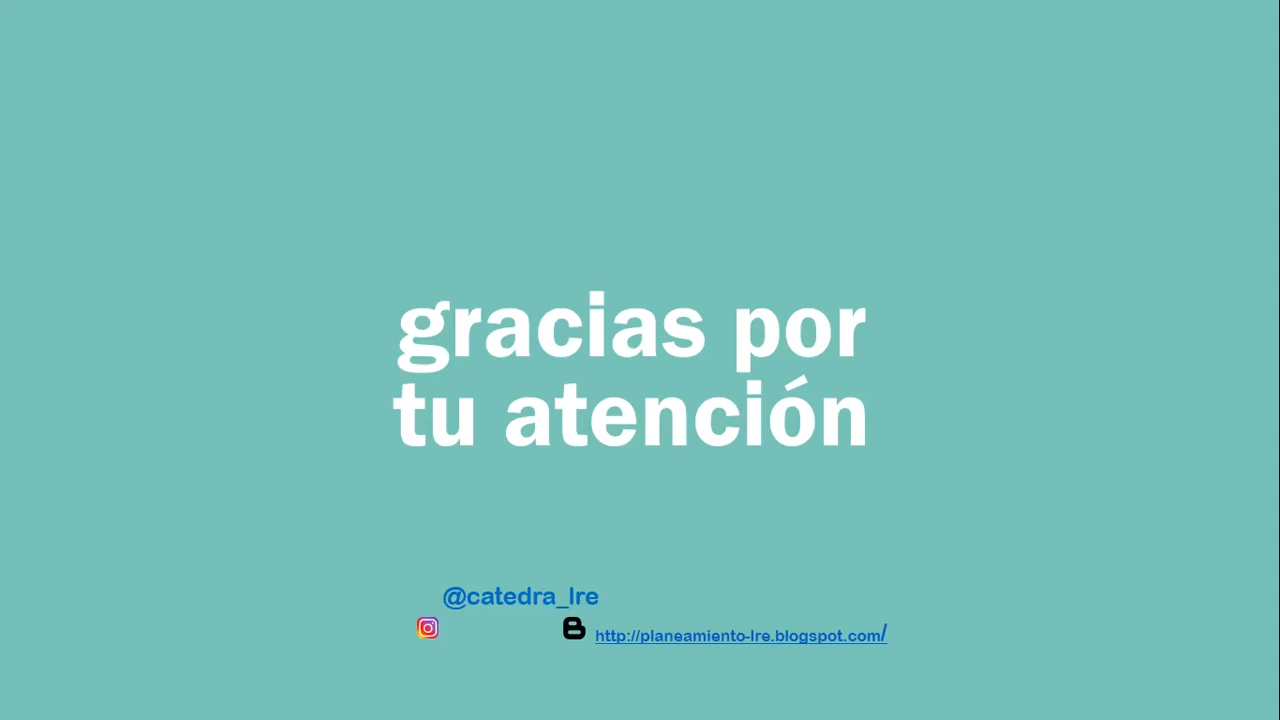 gracias por
tu atención
@catedra_lre
http://planeamiento-lre.blogspot.com/